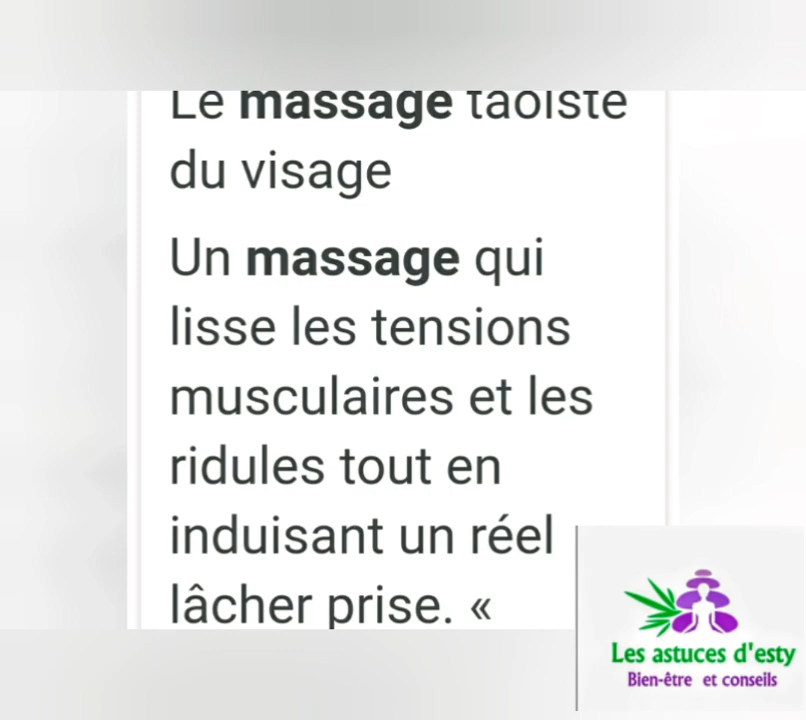 Le massage taoïste
du visage
Un massage qui
lisse les tensions
musculaires et les
ridules tout en
induisant un réel
lâcher prise. «
Les astuces d'esty
Bien-être et conseils